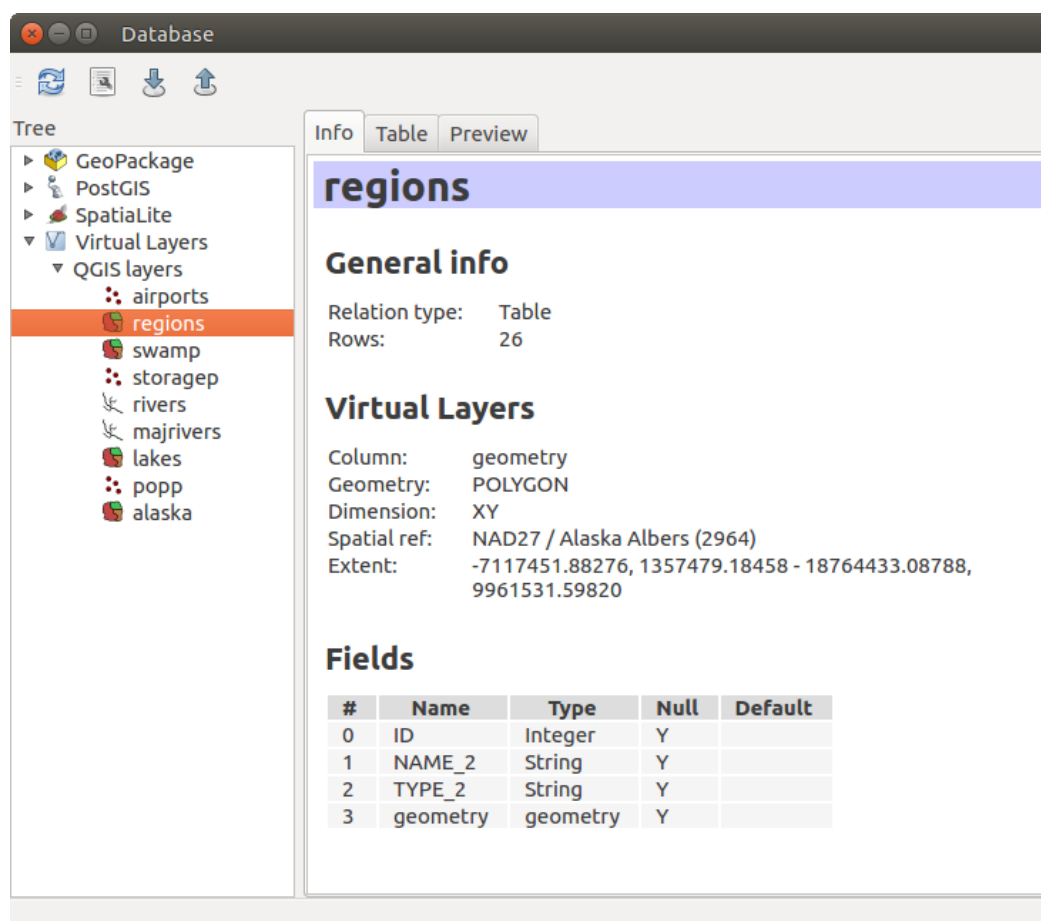 Database
Tree
GeoPackage
PostGIS
SpatiaLite
Virtual Layers
QGIS layers
airports
regions
swamp
storagep
rivers
majrivers
lakes
popp
alaska
Info Table Preview
regions
General info
Relation type: Table
Rows: 26
Virtual Layers
Column: geometry
Geometry: POLYGON
Dimension: XY
Spatial ref: NAD27 / Alaska Albers (2964)
Extent: -7117451.88276, 1357479.18458 - 18764433.08788,
9961531.59820
Fields
# Name Type Null Default
0 ID Integer Y
1 NAME_2 String Y
2 TYPE_2 String Y
3 geometry geometry Y